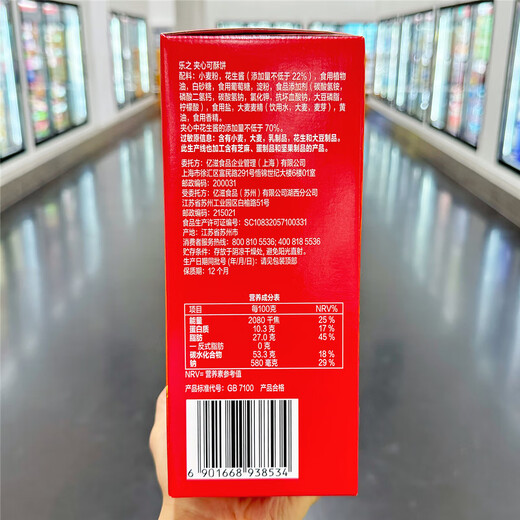 乐之 夹心可酥饼
配料：小麦粉，花生酱（添加量不低于 22%），食用植物
油，白砂糖，食用葡萄糖，淀粉，食品添加剂（碳酸氢铵，
磷酸二氢钙，碳酸氢钠，氯化钾，抗坏血酸钠，大豆磷脂，
柠檬酸），食用盐，大麦麦精（饮用水，大麦，麦芽），黄
油，食用香精。
夹心中花生酱的添加量不低于 70%。
过敏原信息：含有小麦，大麦，乳制品，花生和大豆制品。
此生产线也加工含有芝麻、蛋制品和坚果制品的产品。
委托方：亿滋食品企业管理（上海）有限公司
上海市徐汇区富民路291号悟锦世纪大楼
邮政编码：200031
受委托方：亿滋食品（苏州）有限公司湖西分公司
江苏省苏州工业园区白榆路51号
邮政编码：215021
食品生产许可证编号：SC10832057100331
产地：江苏省苏州市
消费者服务热线：800 810 5536; 400 818 5536
贮存条件：存放于阴凉干燥处，避免阳光直射。
生产日期同批号 (年/月/日)：请见包装顶部
保质期：12 个月
营养成分表
项目 每100克 NRV%
能量 2080 千焦 25 %
蛋白质 10.3 克 17 %
脂肪 27.0 克 45 %
— 反式脂肪 0 克
碳水化合物 53.3 克 18 %
钠 580 毫克 29 %
NRV= 营养素参考值
产品标准代号：GB 7100 产品合格
6 901668 938534